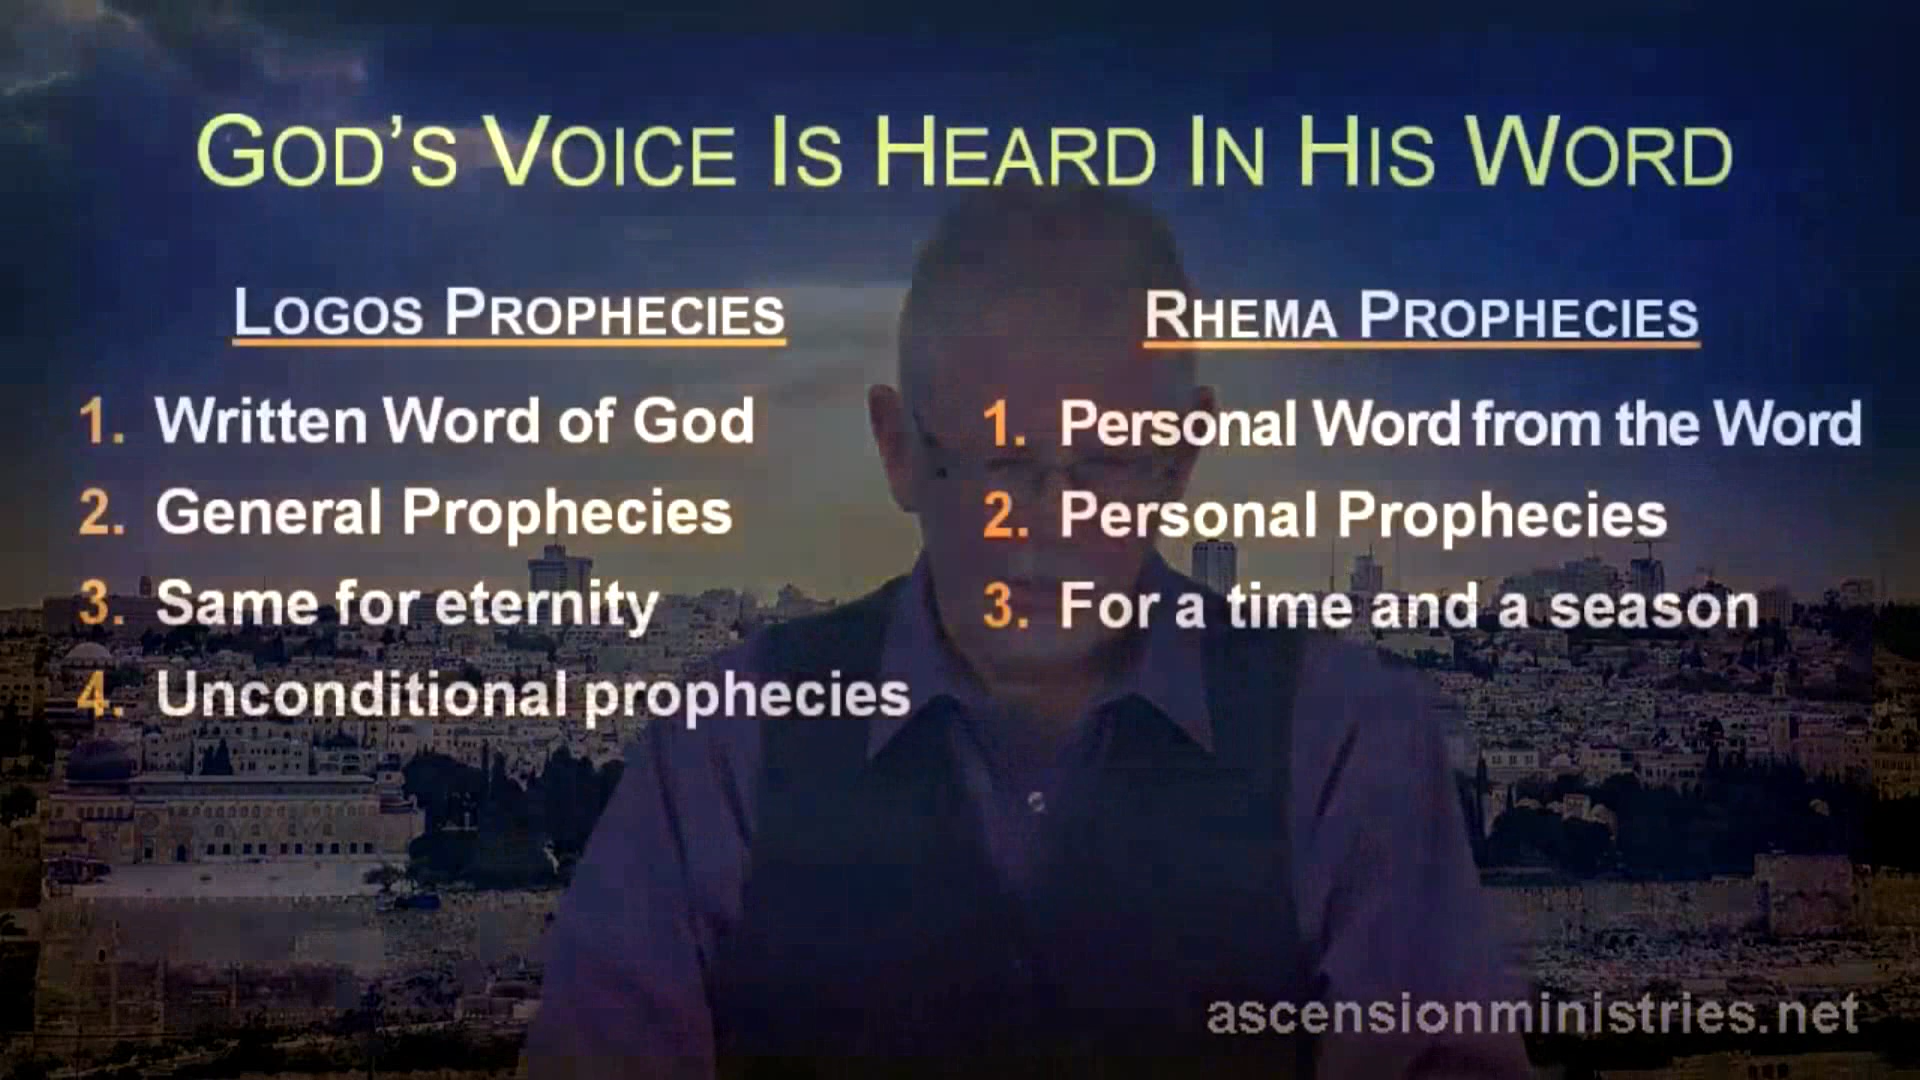 GOD'S VOICE IS HEARD IN HIS WORD
LOGOS PROPHECIES
1. Written Word of God
2. General Prophecies
3. Same for eternity
4. Unconditional prophecies
RHEMA PROPHECIES
1. Personal Word from the Word
2. Personal Prophecies
3. For a time and a season
ascensionministries.net